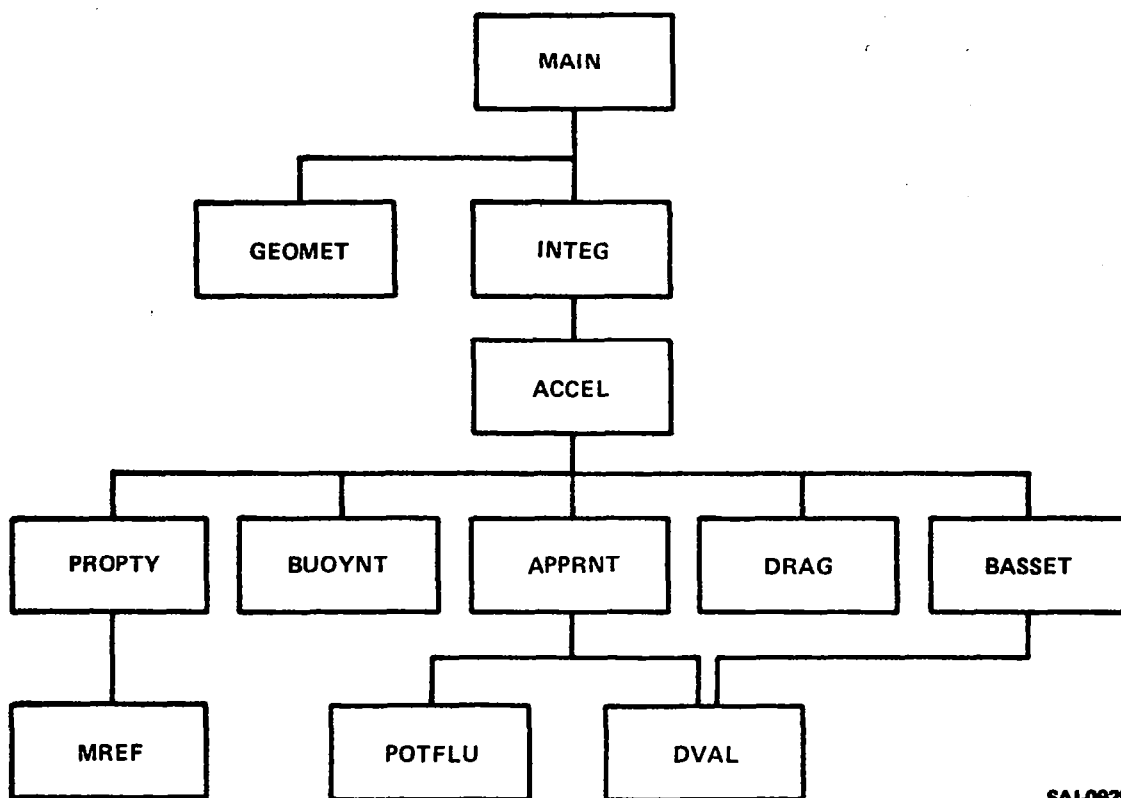 MAIN
GEOMET INTEG
ACCEL
PROPTY BUOYNT APPRNT DRAG BASSET
MREF POTFLU DVAL